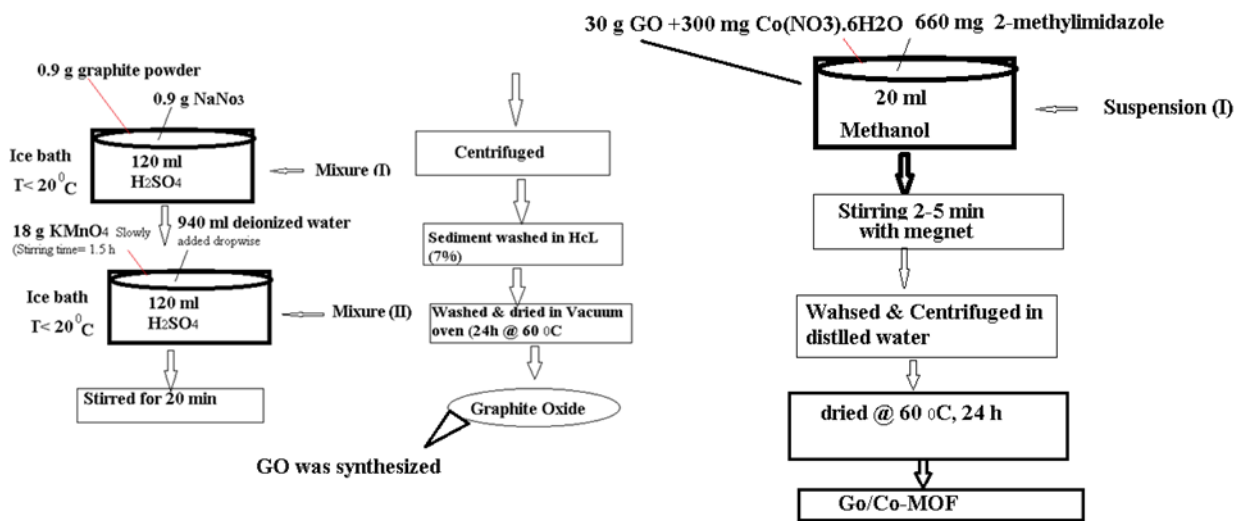 0.9 g graphite powder
0.9 g NaNo3
Ice bath
T< 20 0C
120 ml
H2SO4
Mixure (I)
18 g KMnO4 Slowly
(Stirring time= 1.5 h
940 ml deionized water
added dropwise
Ice bath
T< 20 0C
120 ml
H2SO4
Mixure (II)
Stirred for 20 min
Centrifuged
Sediment washed in HcL
(7%)
Washed & dried in Vacuum
oven (24h @ 60 0C
Graphite Oxide
GO was synthesized
30 g GO +300 mg Co(NO3).6H2O
660 mg 2-methylimidazole
20 ml
Methanol
Suspension (I)
Stirring 2-5 min
with megnet
Wahsed & Centrifuged in
distlled water
dried @ 60 0C, 24 h
Go/Co-MOF